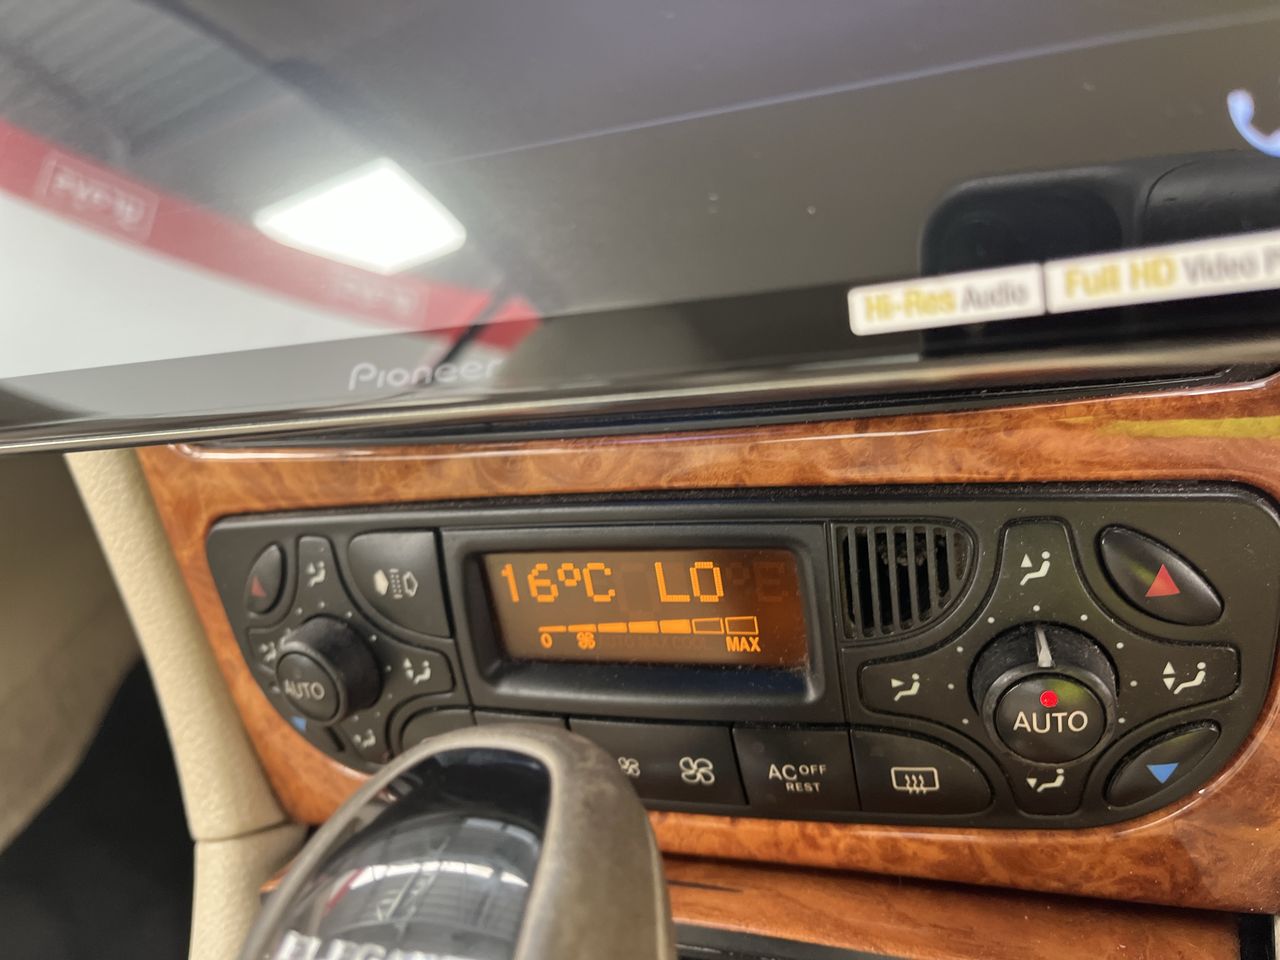 Hi-Res Audio
Full HD Video
Pioneer
16°C LO
0 MAX
AUTO
AUTO
AC OFF
REST